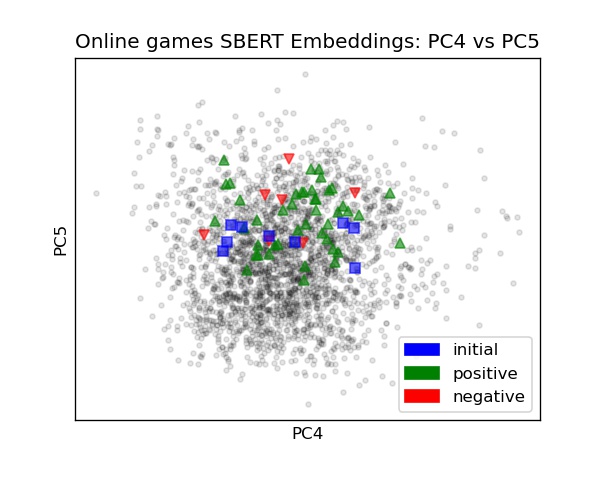 Online games SBERT Embeddings: PC4 vs PC5
PC5
initial
positive
negative
PC4